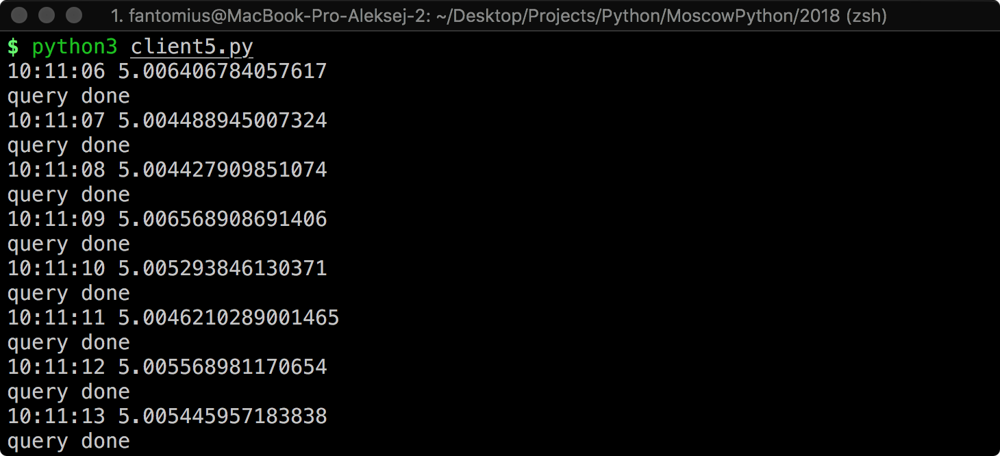 1. fantomius@MacBook-Pro-Aleksej-2: ~/Desktop/Projects/Python/MoscowPython/2018 (zsh)
$ python3 client5.py
10:11:06 5.006406784057617
query done
10:11:07 5.004488945007324
query done
10:11:08 5.004427909851074
query done
10:11:09 5.006568908691406
query done
10:11:10 5.005293846130371
query done
10:11:11 5.0046210289001465
query done
10:11:12 5.005568981170654
query done
10:11:13 5.005445957183838
query done